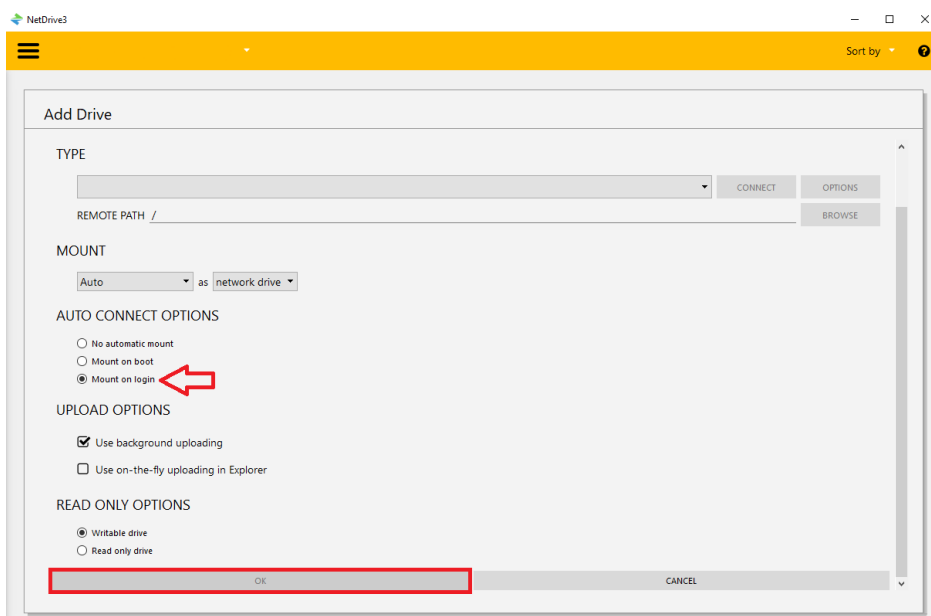 NetDrive3
Sort by
Add Drive
TYPE
CONNECT OPTIONS
REMOTE PATH / BROWSE
MOUNT
Auto as network drive
AUTO CONNECT OPTIONS
No automatic mount
Mount on boot
Mount on login
UPLOAD OPTIONS
Use background uploading
Use on-the-fly uploading in Explorer
READ ONLY OPTIONS
Writable drive
Read only drive
OK CANCEL